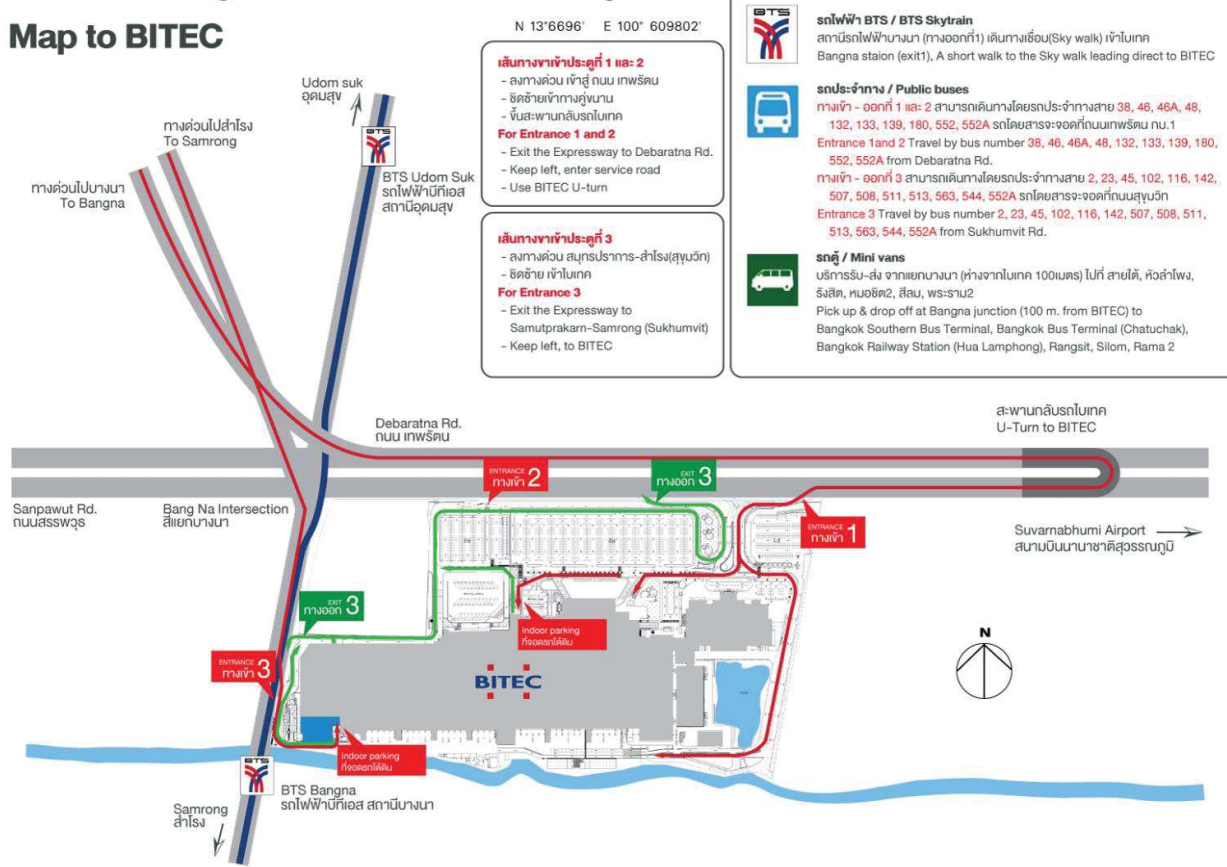 Map to BITEC
N 13°6696' E 100° 609802'
เส้นทางขาเข้าประตูที่ 1 และ 2
- ลงทางด่วน เข้าสู่ ถนน เทพรัตน
- ชิดซ้ายเข้าทางคู่ขนาน
- ขึ้นสะพานกลับรถไบเทค
For Entrance 1 and 2
- Exit the Expressway to Debaratna Rd.
- Keep left, enter service road
- Use BITEC U-turn
เส้นทางขาเข้าประตูที่ 3
- ลงทางด่วน สมุทรปราการ-สำโรง(สุขุมวิท)
- ชิดซ้าย เข้าไบเทค
For Entrance 3
- Exit the Expressway to
Samutprakarn-Samrong (Sukhumvit)
- Keep left, to BITEC
BTS
รถไฟฟ้า BTS / BTS Skytrain
สถานีรถไฟฟ้าบางนา (ทางออกที่1) เดินทางเชื่อม(Sky walk) เข้าไบเทค
Bangna staion (exit1), A short walk to the Sky walk leading direct to BITEC
รถประจำทาง / Public buses
ทางเข้า - ออกที่ 1 และ 2 สามารถเดินทางโดยรถประจำทางสาย 38, 46, 46A, 48,
132, 133, 139, 180, 552, 552A รถโดยสารจะจอดที่ถนนเทพรัตน กม.1
Entrance 1and 2 Travel by bus number 38, 46, 46A, 48, 132, 133, 139, 180,
552, 552A from Debaratna Rd.
ทางเข้า - ออกที่ 3 สามารถเดินทางโดยรถประจำทางสาย 2, 23, 45, 102, 116, 142,
507, 508, 511, 513, 563, 544, 552A รถโดยสารจะจอดที่ถนนสุขุมวิท
Entrance 3 Travel by bus number 2, 23, 45, 102, 116, 142, 507, 508, 511,
513, 563, 544, 552A from Sukhumvit Rd.
รถตู้ / Mini vans
บริการรับ-ส่ง จากแยกบางนา (ห่างจากไบเทค 100เมตร) ไปที่ สายใต้, หัวลำโพง,
รังสิต, หมอชิต2, สีลม, พระราม2
Pick up & drop off at Bangna junction (100 m. from BITEC) to
Bangkok Southern Bus Terminal, Bangkok Bus Terminal (Chatuchak),
Bangkok Railway Station (Hua Lamphong), Rangsit, Silom, Rama 2
Udom suk
อุดมสุข
ทางด่วนไปสำโรง
To Samrong
BTS
ทางด่วนไปบางนา
To Bangna
BTS Udom Suk
รถไฟฟ้าบีทีเอส
สถานีอุดมสุข
Debaratna Rd.
ถนน เทพรัตน
สะพานกลับรถไบเทค
U-Turn to BITEC
ENTRANCE
ทางเข้า 2
EXIT
ทางออก 3
Sanpawut Rd.
ถนนสรรพวุธ
Bang Na Intersection
สี่แยกบางนา
ENTRANCE
ทางเข้า 1
Suvarnabhumi Airport
สนามบินนานาชาติสุวรรณภูมิ
EXIT
ทางออก 3
Indoor parking
ที่จอดรถใต้ดิน
N
ENTRANCE
ทางเข้า 3
BITEC
Indoor parking
ที่จอดรถใต้ดิน
BTS
BTS Bangna
รถไฟฟ้าบีทีเอส สถานีบางนา
Samrong
สำโรง